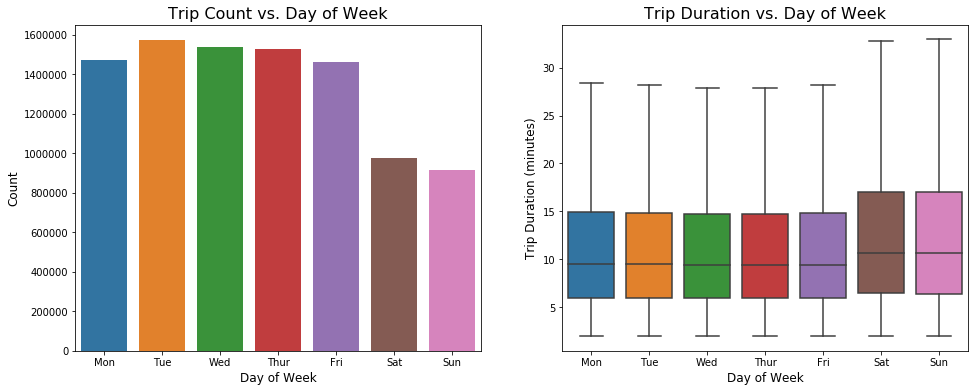 Trip Count vs. Day of Week
1600000
1400000
1200000
1000000
800000
600000
400000
200000
0
Count
Mon Tue Wed Thur Fri Sat Sun
Day of Week
Trip Duration vs. Day of Week
30
25
20
15
10
5
Trip Duration (minutes)
Mon Tue Wed Thur Fri Sat Sun
Day of Week